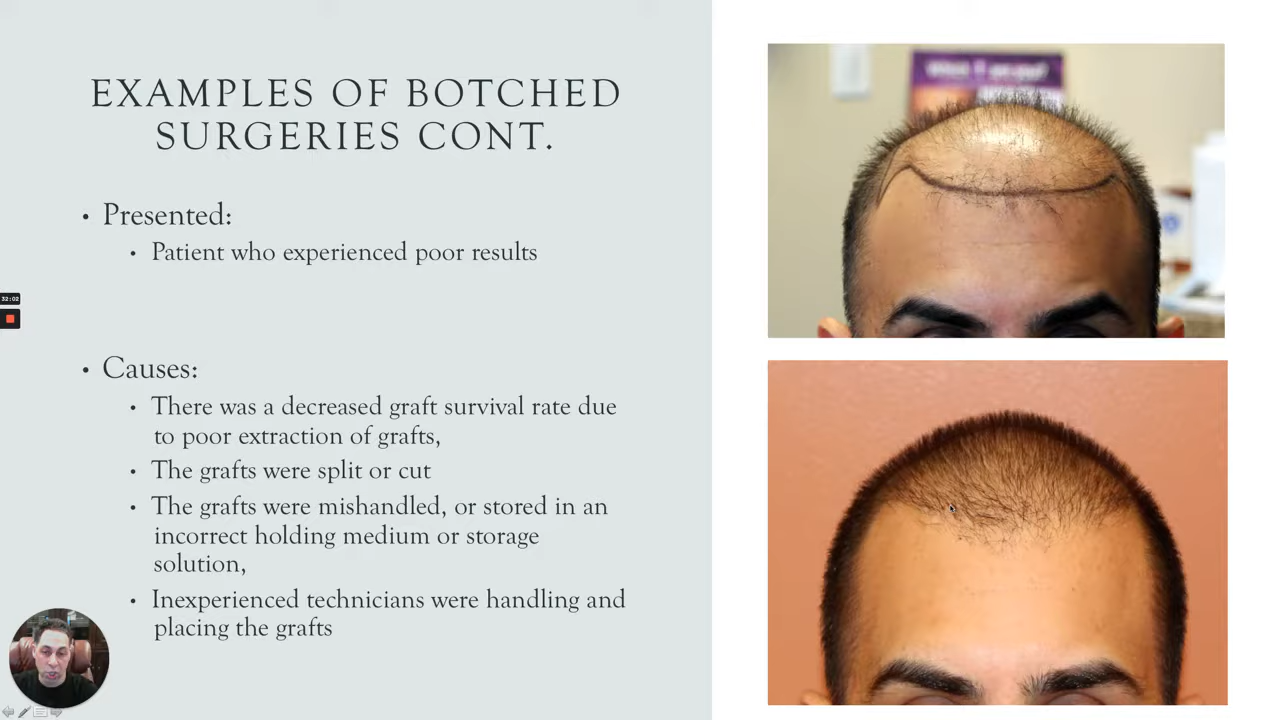 EXAMPLES OF BOTCHED
SURGERIES CONT.
• Presented:
• Patient who experienced poor results
32:02
• Causes:
• There was a decreased graft survival rate due
to poor extraction of grafts,
• The grafts were split or cut
• The grafts were mishandled, or stored in an
incorrect holding medium or storage
solution,
• Inexperienced technicians were handling and
placing the grafts